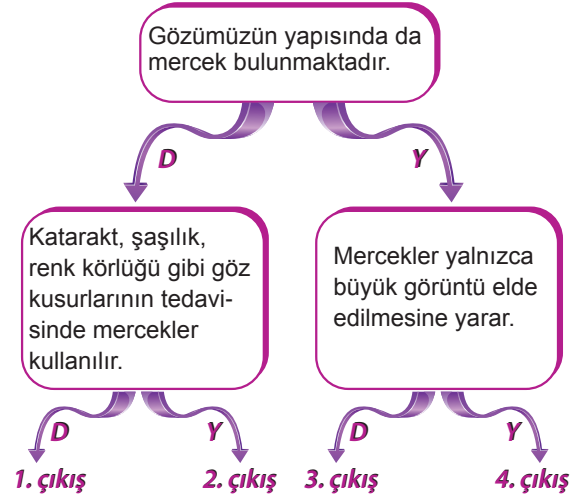 Gözümüzün yapısında da
mercek bulunmaktadır.
D
Y
Katarakt, şaşılık,
renk körlüğü gibi göz
kusurlarının tedavi-
sinde mercekler
kullanılır.
Mercekler yalnızca
büyük görüntü elde
edilmesine yarar.
D
Y
D
Y
1. çıkış
2. çıkış
3. çıkış
4. çıkış